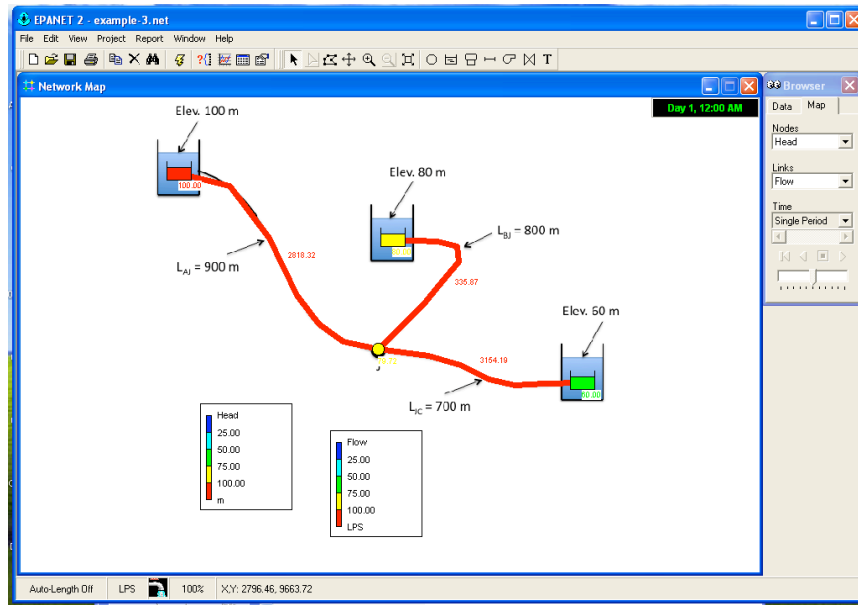 EPANET 2 - example-3.net
File Edit View Project Report Window Help
T
Network Map
Day 1, 12:00 AM
Browser
Data Map
Nodes
Head
Links
Flow
Time
Single Period
Elev. 100 m
100.00
Elev. 80 m
L_BJ = 800 m
L_AJ = 900 m
2818.32
335.87
Elev. 60 m
J
3154.19
60.00
L_JC = 700 m
Head
25.00
50.00
75.00
100.00
m
Flow
25.00
50.00
75.00
100.00
LPS
Auto-Length Off LPS 100% X,Y: 2796.46, 9663.72